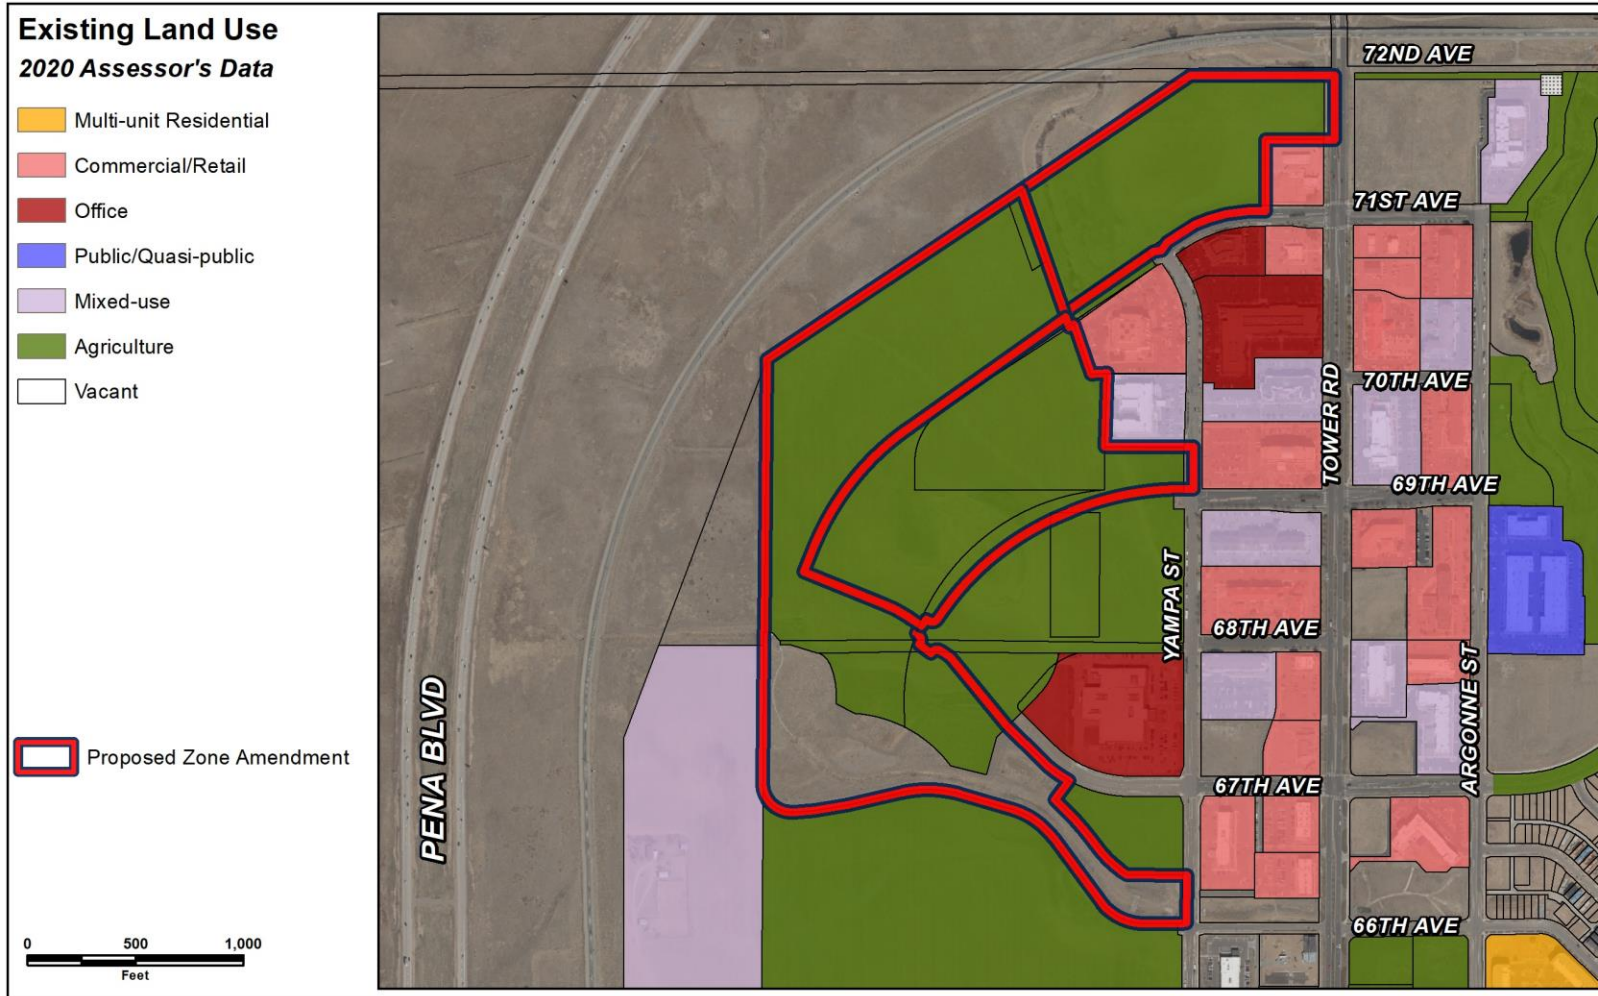 Existing Land Use
2020 Assessor's Data
Multi-unit Residential
Commercial/Retail
Office
Public/Quasi-public
Mixed-use
Agriculture
Vacant
Proposed Zone Amendment
0 500 1,000
Feet
72ND AVE
71ST AVE
70TH AVE
TOWER RD
69TH AVE
YAMPA ST
68TH AVE
ARGONNE ST
PENA BLVD
67TH AVE
66TH AVE